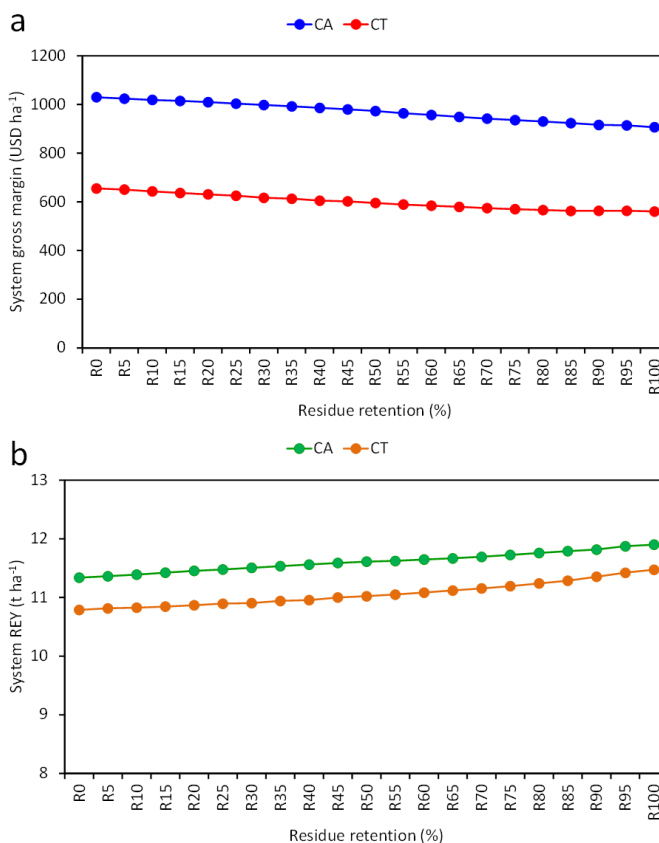 a
CA CT
System gross margin (USD ha⁻¹)
1200
1000
800
600
400
200
0
R0 R5 R10 R15 R20 R25 R30 R35 R40 R45 R50 R55 R60 R65 R70 R75 R80 R85 R90 R95 R100
Residue retention (%)
b
CA CT
System REY (t ha⁻¹)
13
12
11
10
9
8
R0 R5 R10 R15 R20 R25 R30 R35 R40 R45 R50 R55 R60 R65 R70 R75 R80 R85 R90 R95 R100
Residue retention (%)